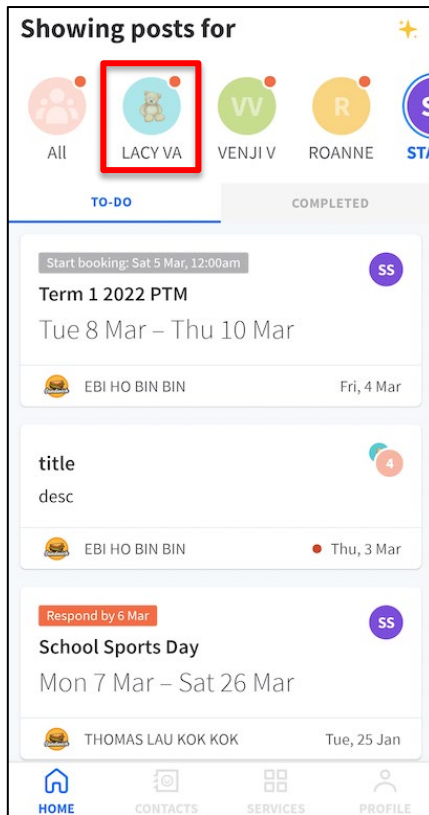 Showing posts for
VV
R
S
All
LACY VA
VENJI V
ROANNE
STA
TO-DO
COMPLETED
Start booking: Sat 5 Mar, 12:00am
SS
Term 1 2022 PTM
Tue 8 Mar – Thu 10 Mar
EBI HO BIN BIN
Fri, 4 Mar
title
4
desc
EBI HO BIN BIN
Thu, 3 Mar
Respond by 6 Mar
SS
School Sports Day
Mon 7 Mar – Sat 26 Mar
THOMAS LAU KOK KOK
Tue, 25 Jan
HOME
CONTACTS
SERVICES
PROFILE